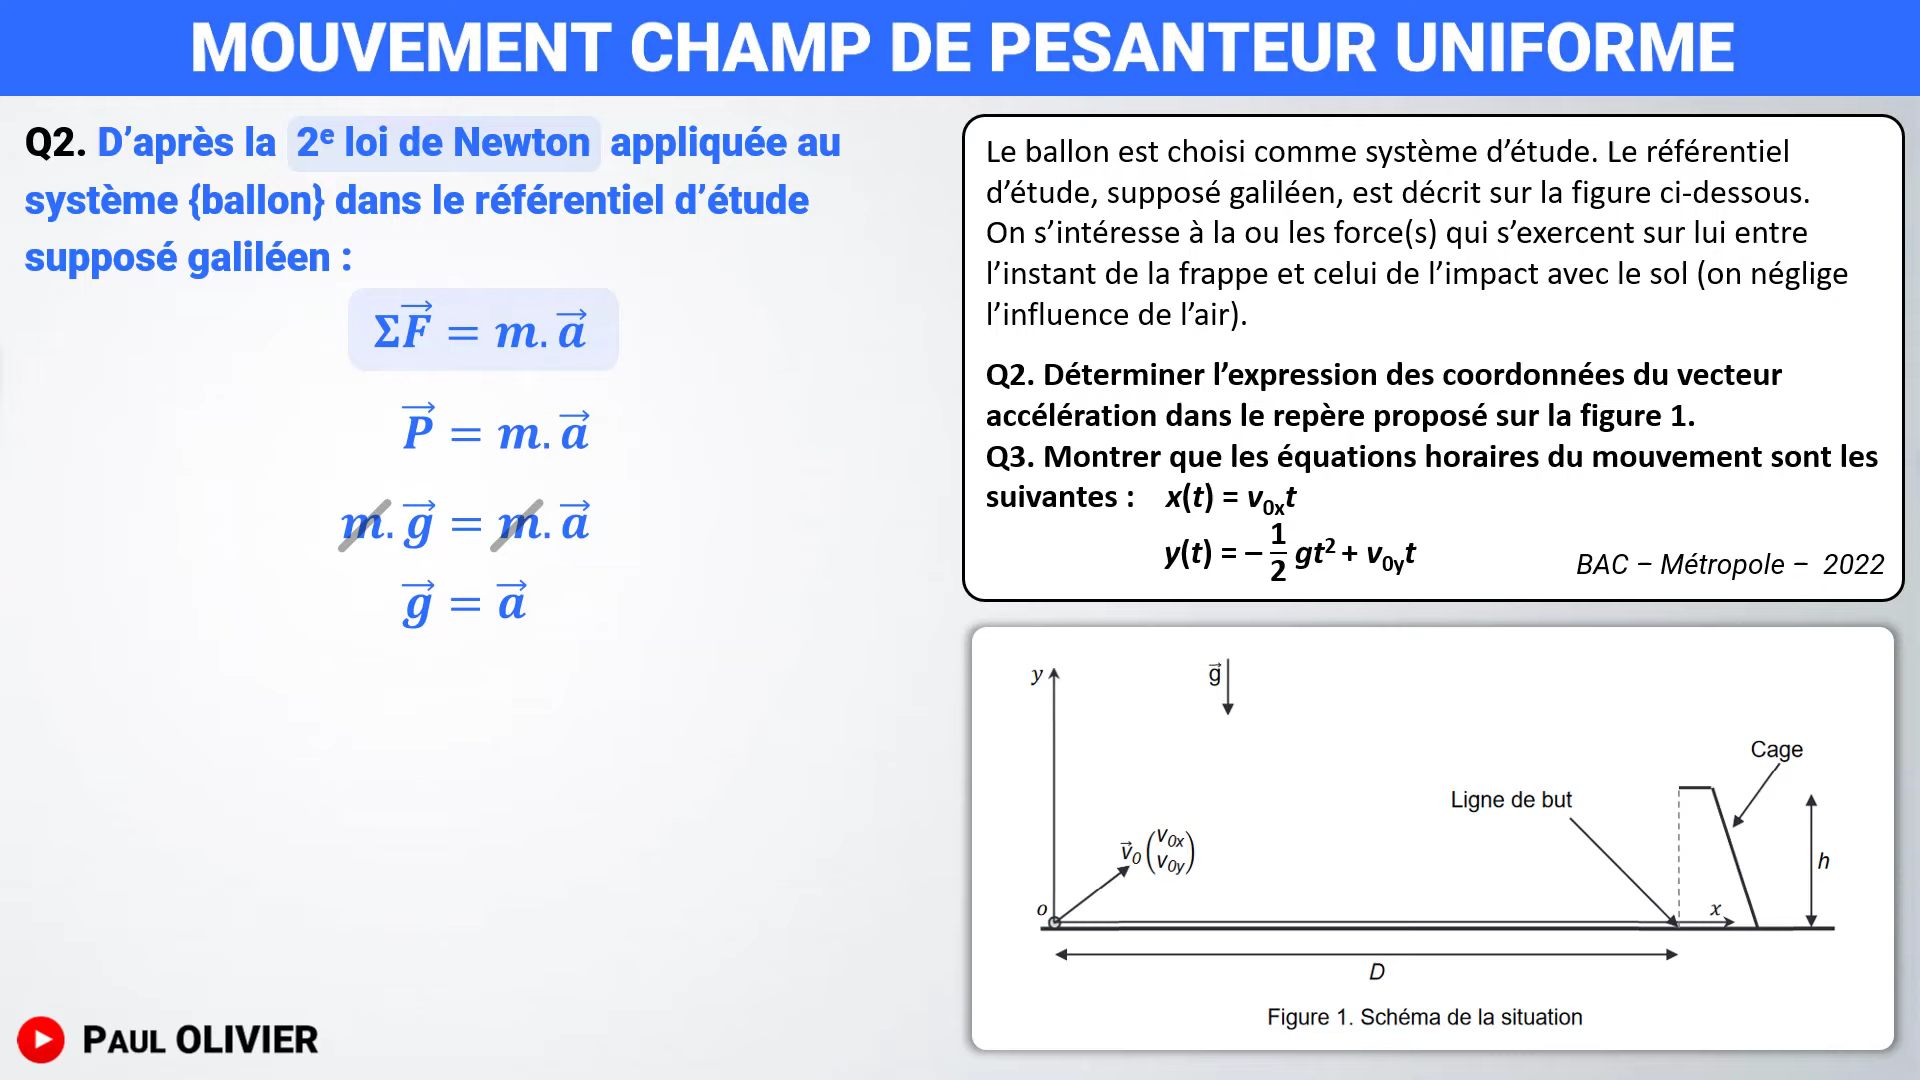 MOUVEMENT CHAMP DE PESANTEUR UNIFORME
Q2. D’après la 2ᵉ loi de Newton appliquée au
système {ballon} dans le référentiel d’étude
supposé galiléen :
ΣF⃗ = m. a⃗
P⃗ = m. a⃗
m. g⃗ = m. a⃗
g⃗ = a⃗
PAUL OLIVIER
Le ballon est choisi comme système d’étude. Le référentiel
d’étude, supposé galiléen, est décrit sur la figure ci-dessous.
On s’intéresse à la ou les force(s) qui s’exercent sur lui entre
l’instant de la frappe et celui de l’impact avec le sol (on néglige
l’influence de l’air).
Q2. Déterminer l’expression des coordonnées du vecteur
accélération dans le repère proposé sur la figure 1.
Q3. Montrer que les équations horaires du mouvement sont les
suivantes : x(t) = v0xt
y(t) = – 1/2 gt² + v0yt
BAC – Métropole – 2022
y
g⃗
Cage
Ligne de but
v⃗0 (v0x
v0y)
h
o
x
D
Figure 1. Schéma de la situation